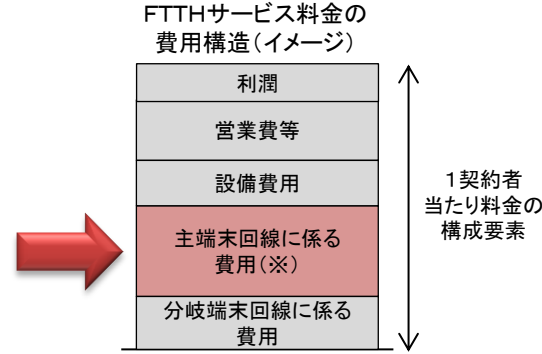 FTTHサービス料金の
費用構造（イメージ）
利潤
営業費等
設備費用
主端末回線に係る
費用（※）
分岐端末回線に係る
費用
１契約者
当たり料金の
構成要素